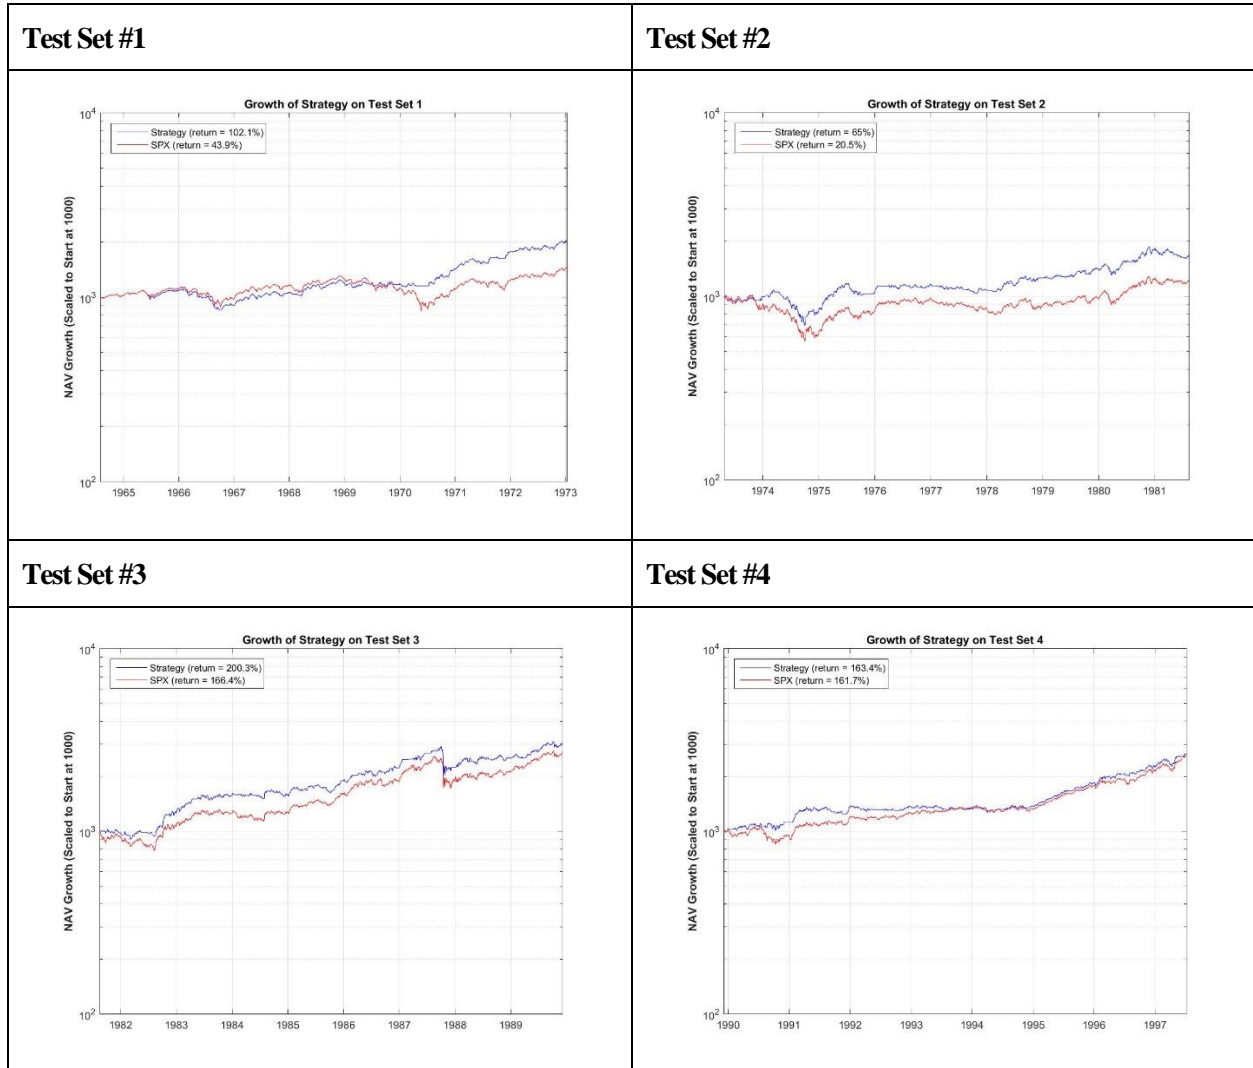 Test Set #1
Test Set #2
Growth of Strategy on Test Set 1
10^4
Strategy (return = 102.1%)
SPX (return = 43.9%)
NAV Growth (Scaled to Start at 1000)
10^3
10^2
1965 1966 1967 1968 1969 1970 1971 1972 1973
Growth of Strategy on Test Set 2
10^4
Strategy (return = 65%)
SPX (return = 20.5%)
NAV Growth (Scaled to Start at 1000)
10^3
10^2
1974 1975 1976 1977 1978 1979 1980 1981
Test Set #3
Test Set #4
Growth of Strategy on Test Set 3
10^4
Strategy (return = 200.3%)
SPX (return = 166.4%)
NAV Growth (Scaled to Start at 1000)
10^3
10^2
1982 1983 1984 1985 1986 1987 1988 1989
Growth of Strategy on Test Set 4
10^4
Strategy (return = 163.4%)
SPX (return = 161.7%)
NAV Growth (Scaled to Start at 1000)
10^3
10^2
1990 1991 1992 1993 1994 1995 1996 1997